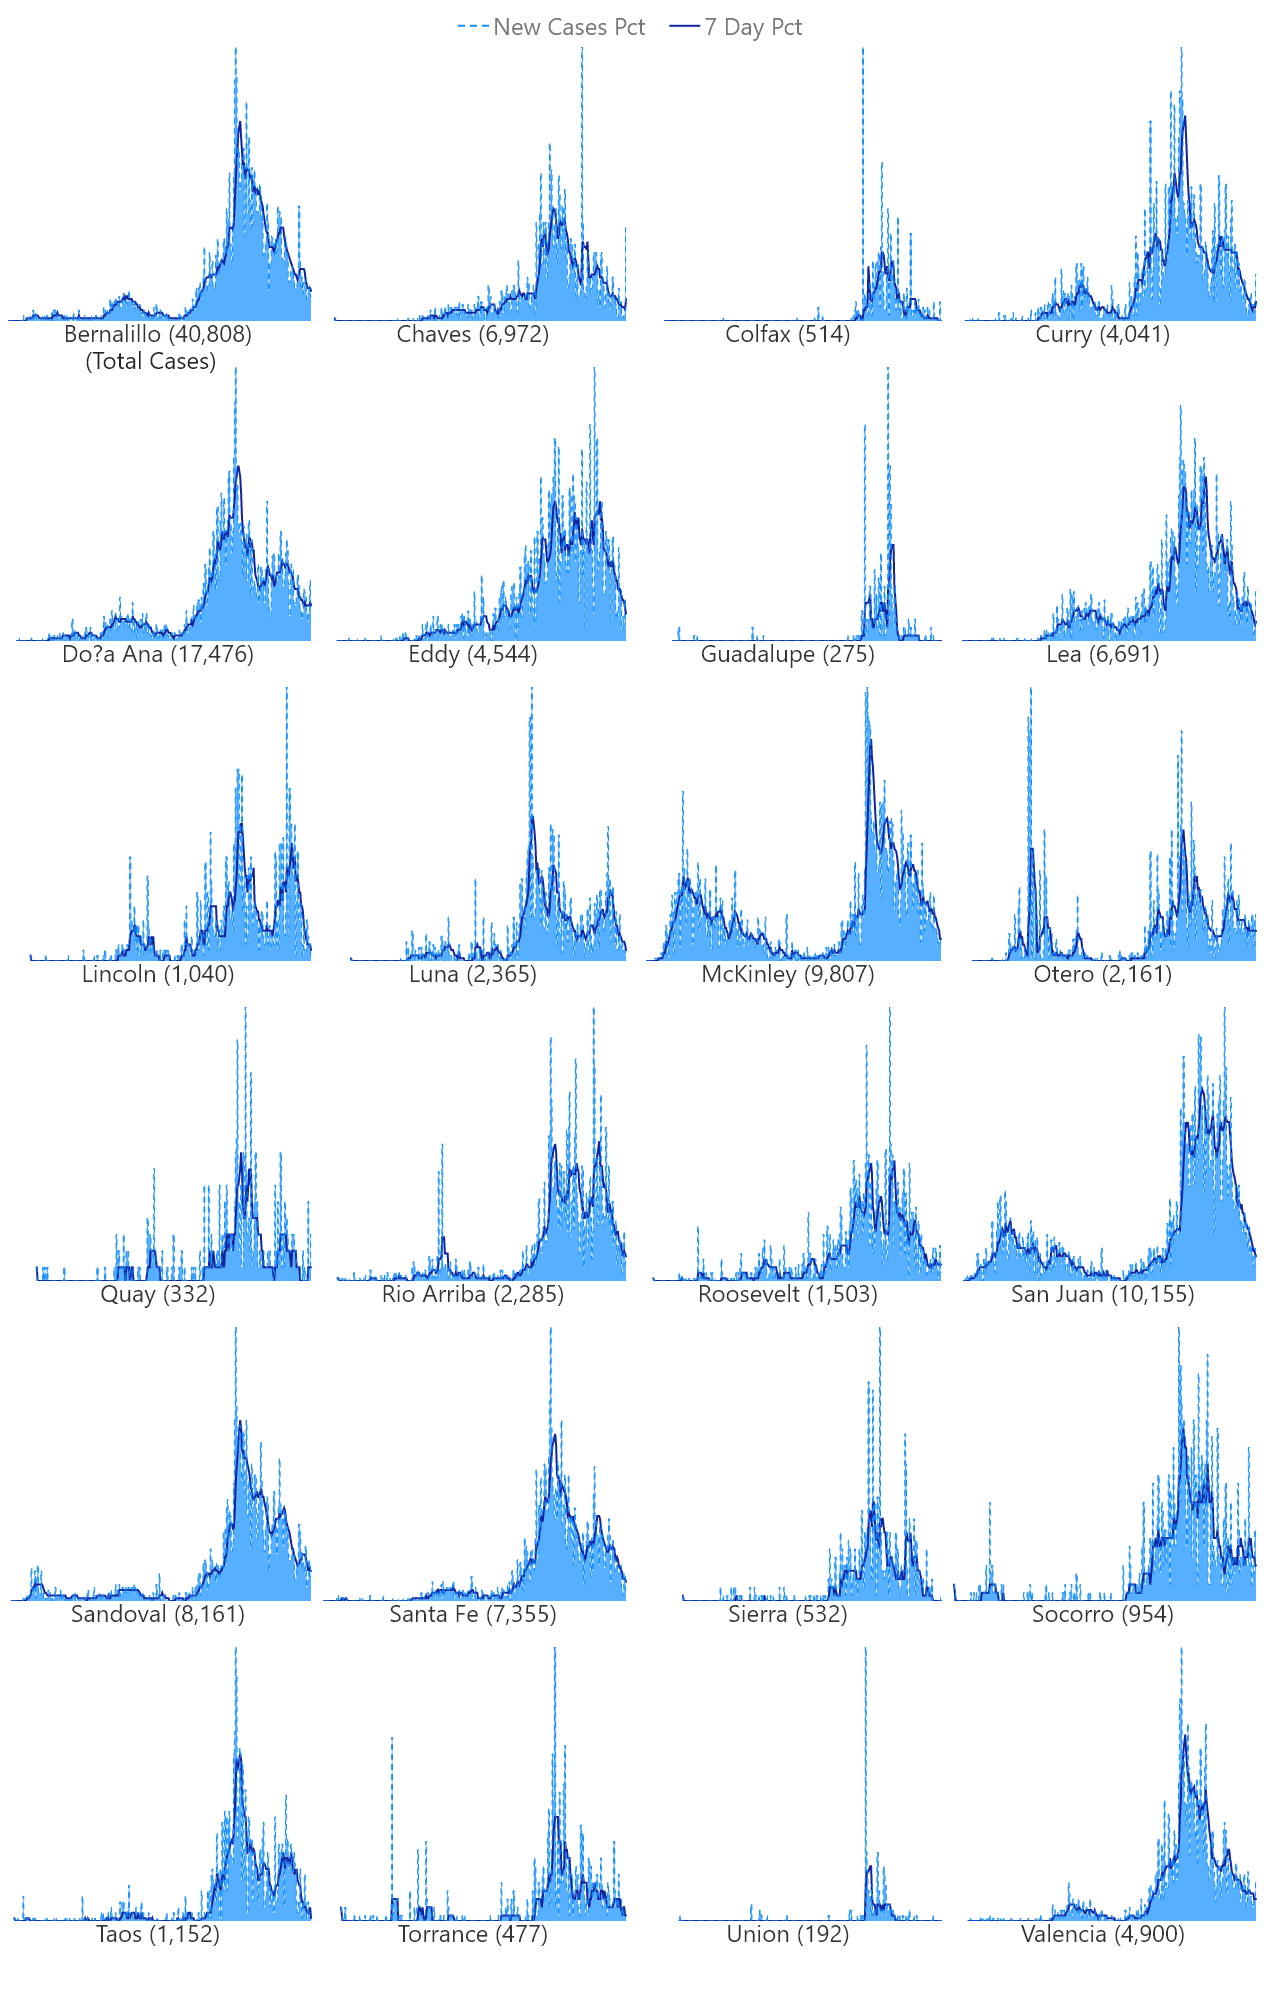 New Cases Pct 7 Day Pct
Bernalillo (40,808) Chaves (6,972) Colfax (514) Curry (4,041)
(Total Cases)
Do?a Ana (17,476) Eddy (4,544) Guadalupe (275) Lea (6,691)
Lincoln (1,040) Luna (2,365) McKinley (9,807) Otero (2,161)
Quay (332) Rio Arriba (2,285) Roosevelt (1,503) San Juan (10,155)
Sandoval (8,161) Santa Fe (7,355) Sierra (532) Socorro (954)
Taos (1,152) Torrance (477) Union (192) Valencia (4,900)